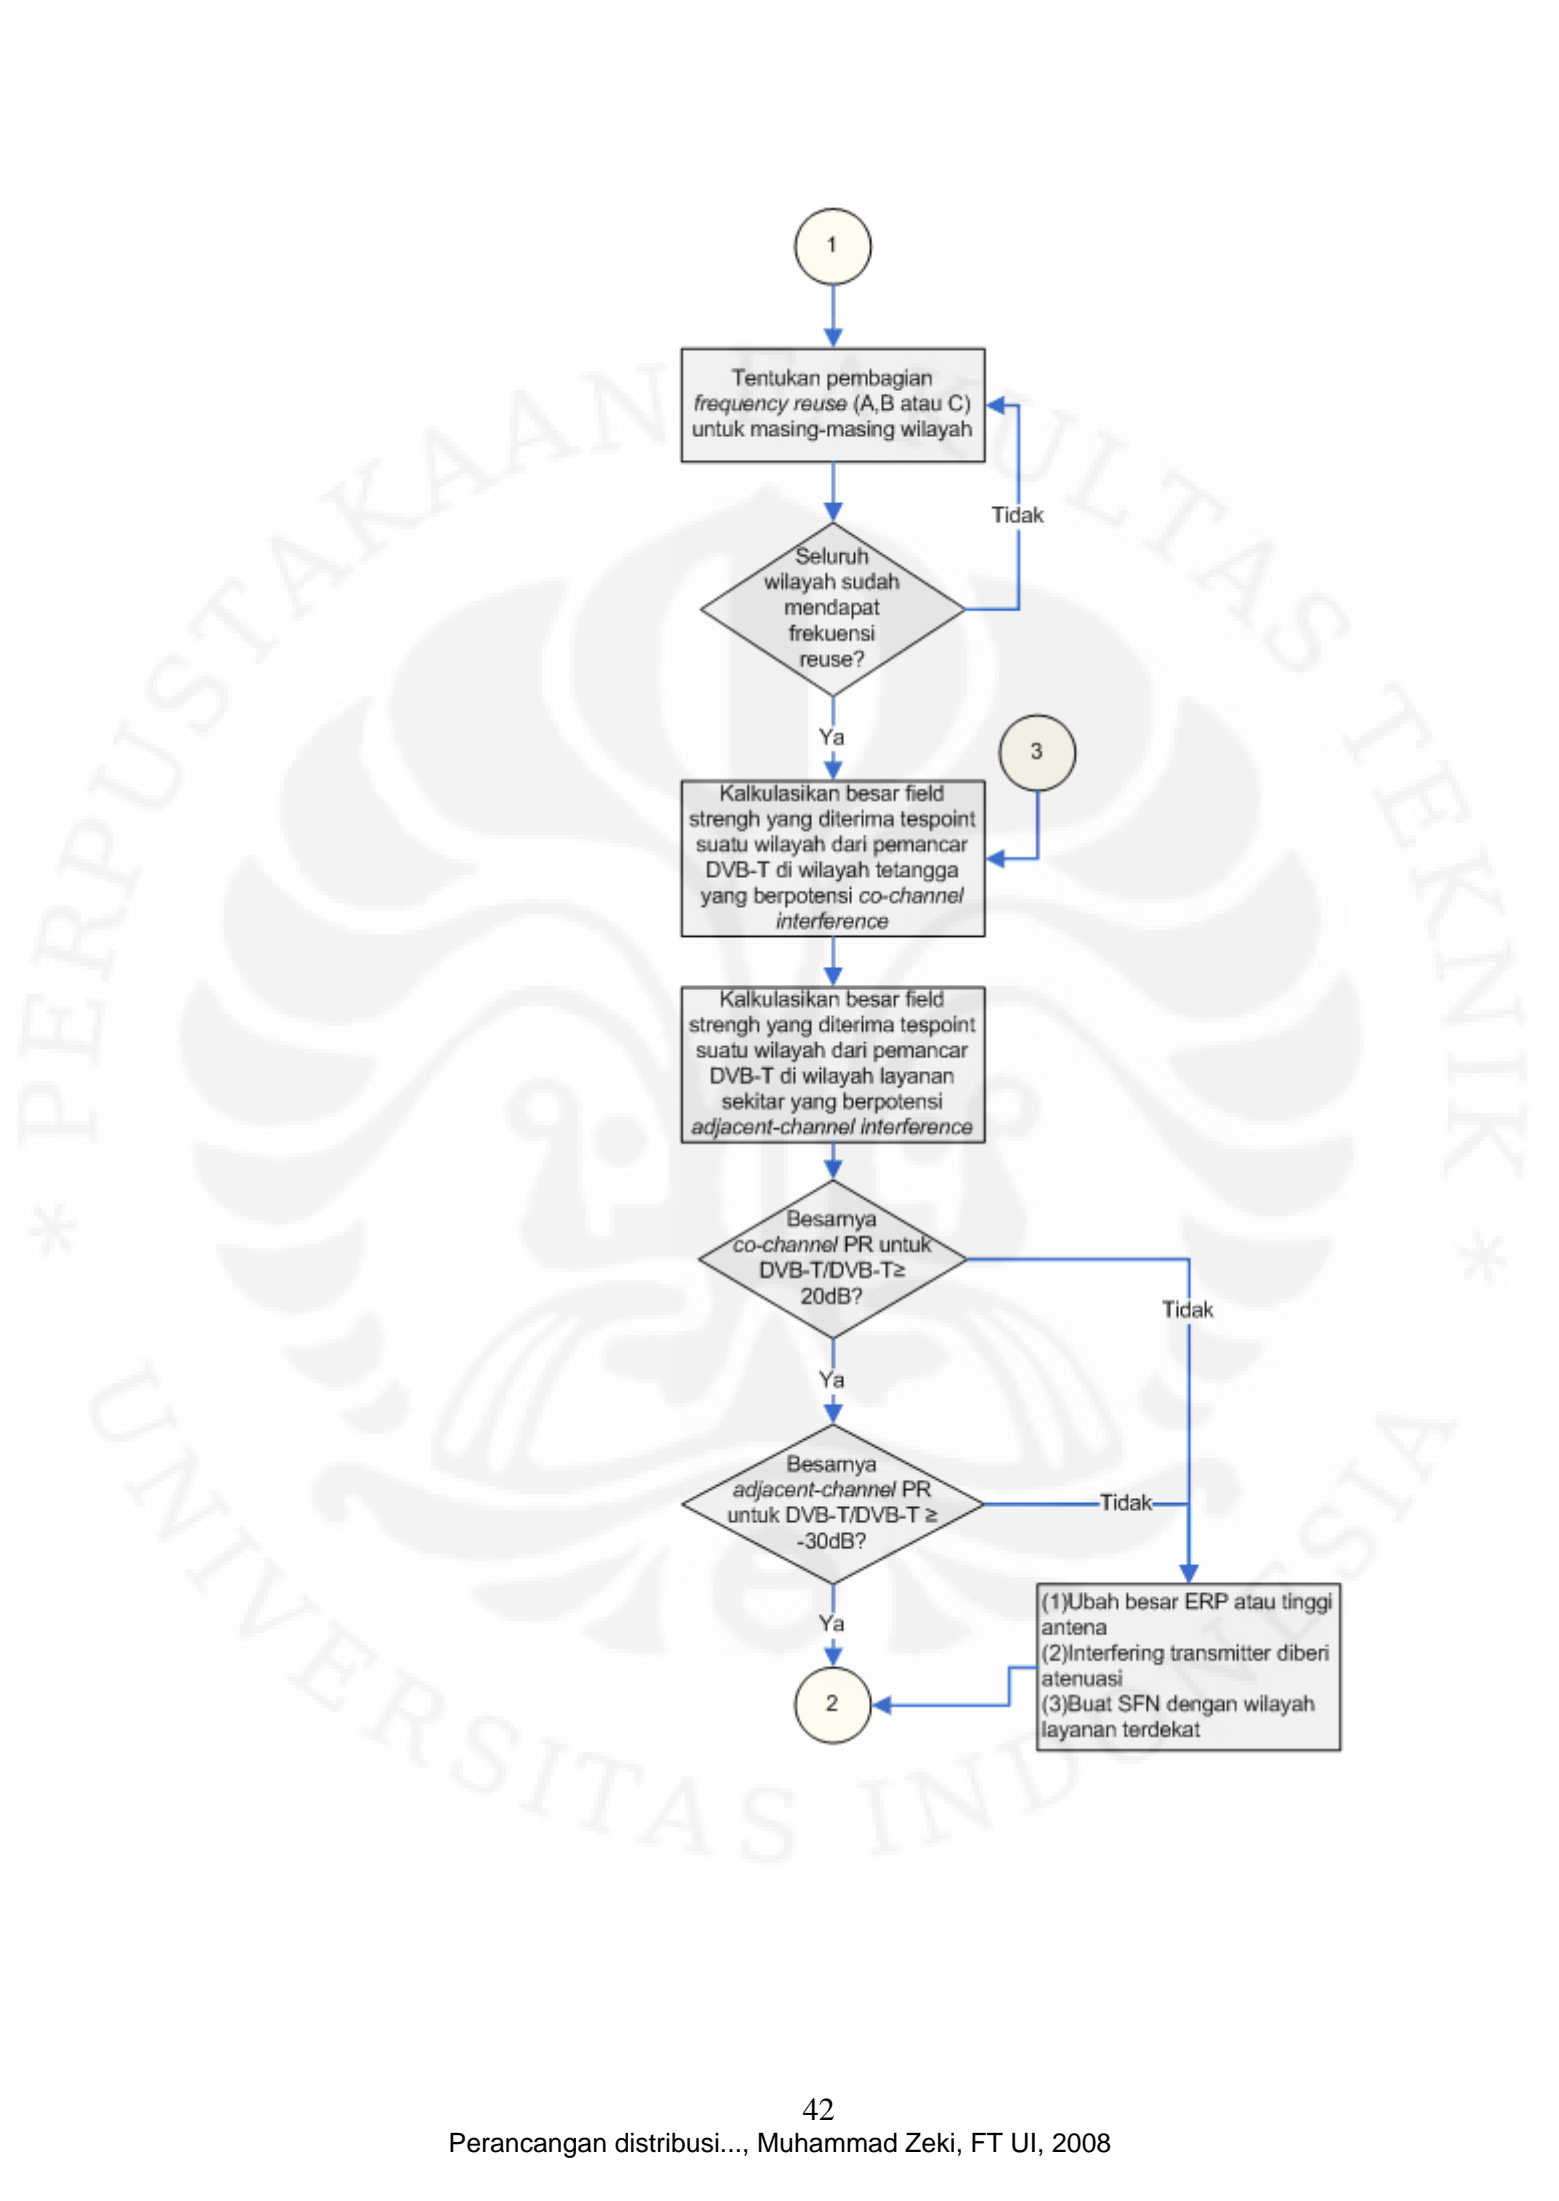 1
Tentukan pembagian
frequency reuse (A,B atau C)
untuk masing-masing wilayah
Tidak
Seluruh
wilayah sudah
mendapat
frekuensi
reuse?
Ya
3
Kalkulasikan besar field
strengh yang diterima tespoint
suatu wilayah dari pemancar
DVB-T di wilayah tetangga
yang berpotensi co-channel
interference
Kalkulasikan besar field
strengh yang diterima tespoint
suatu wilayah dari pemancar
DVB-T di wilayah layanan
sekitar yang berpotensi
adjacent-channel interference
Besarnya
co-channel PR untuk
DVB-T/DVB-T≥
20dB?
Tidak
Ya
Besarnya
adjacent-channel PR
untuk DVB-T/DVB-T ≥
-30dB?
Tidak
Ya
2
(1)Ubah besar ERP atau tinggi
antena
(2)Interfering transmitter diberi
atenuasi
(3)Buat SFN dengan wilayah
layanan terdekat
* PERPUSTAKAAN FAKULTAS TEKNIK *
UNIVERSITAS INDONESIA
42
Perancangan distribusi..., Muhammad Zeki, FT UI, 2008